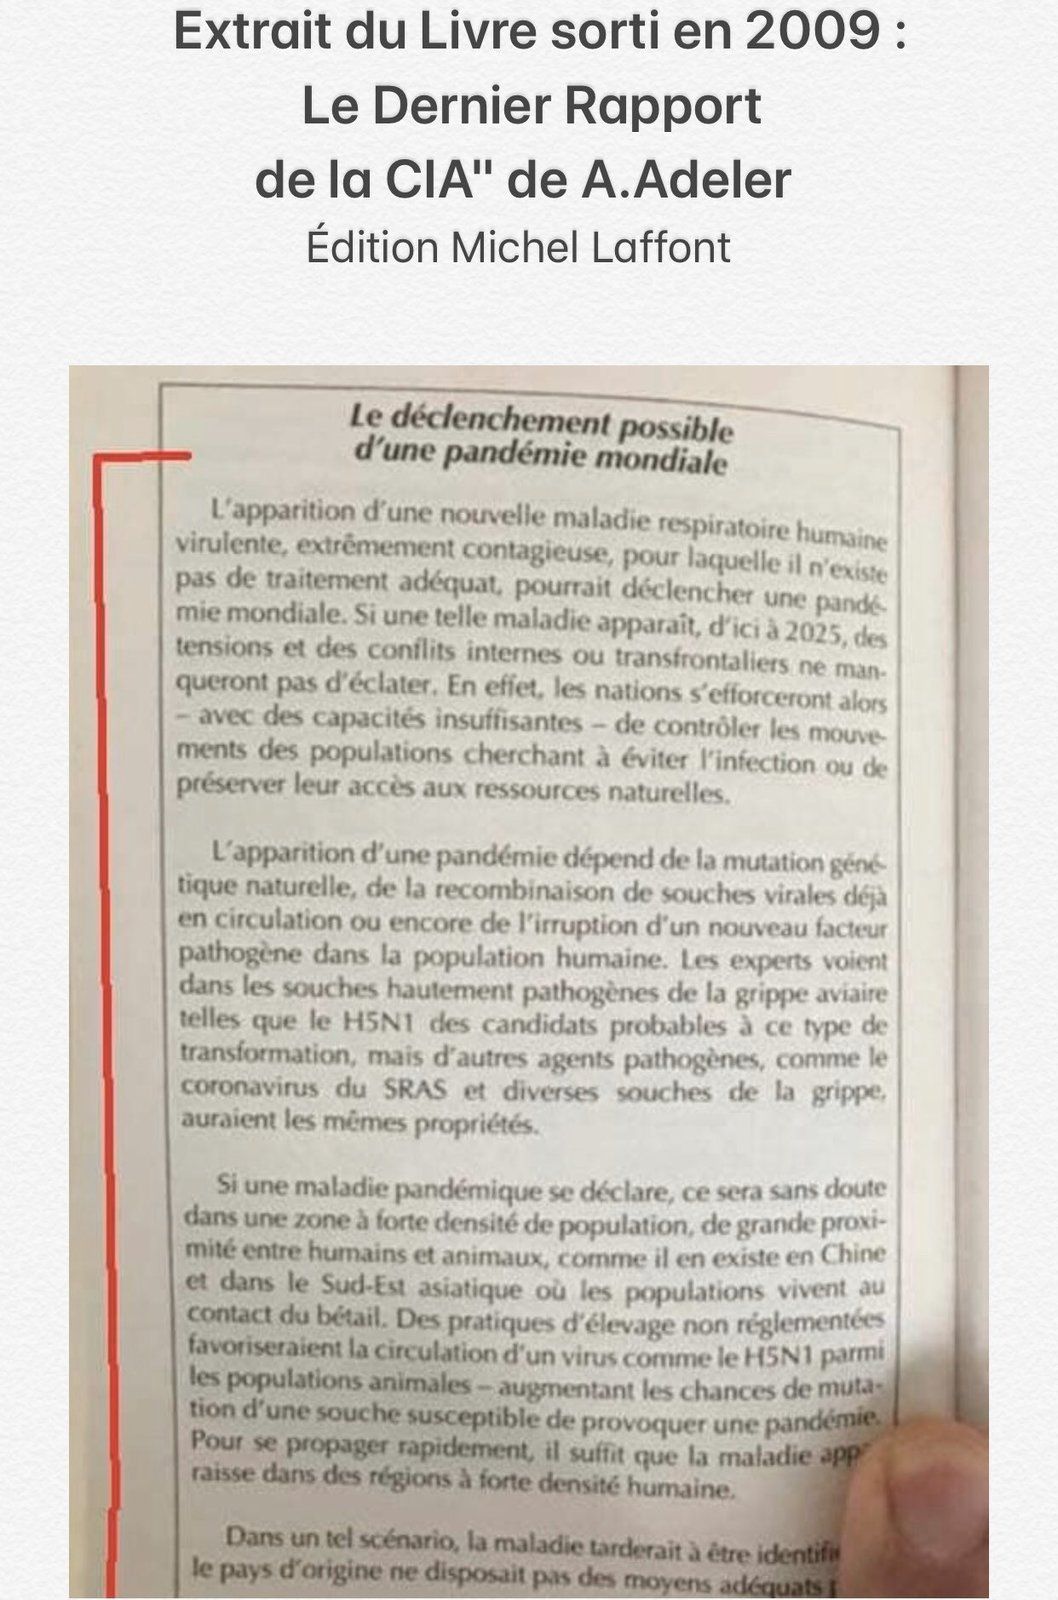 Extrait du Livre sorti en 2009 :
Le Dernier Rapport
de la CIA" de A.Adeler
Édition Michel Laffont
Le déclenchement possible
d'une pandémie mondiale
L'apparition d'une nouvelle maladie respiratoire humaine
virulente, extrêmement contagieuse, pour laquelle il n'existe
pas de traitement adéquat, pourrait déclencher une pandé-
mie mondiale. Si une telle maladie apparaît, d'ici à 2025, des
tensions et des conflits internes ou transfrontaliers ne man-
queront pas d'éclater. En effet, les nations s'efforceront alors
– avec des capacités insuffisantes – de contrôler les mouve-
ments des populations cherchant à éviter l'infection ou de
préserver leur accès aux ressources naturelles.
L'apparition d'une pandémie dépend de la mutation géné-
tique naturelle, de la recombinaison de souches virales déjà
en circulation ou encore de l'irruption d'un nouveau facteur
pathogène dans la population humaine. Les experts voient
dans les souches hautement pathogènes de la grippe aviaire
telles que le H5N1 des candidats probables à ce type de
transformation, mais d'autres agents pathogènes, comme le
coronavirus du SRAS et diverses souches de la grippe,
auraient les mêmes propriétés.
Si une maladie pandémique se déclare, ce sera sans doute
dans une zone à forte densité de population, de grande proxi-
mité entre humains et animaux, comme il en existe en Chine
et dans le Sud-Est asiatique où les populations vivent au
contact du bétail. Des pratiques d'élevage non réglementées
favoriseraient la circulation d'un virus comme le H5N1 parmi
les populations animales – augmentant les chances de muta-
tion d'une souche susceptible de provoquer une pandémie.
Pour se propager rapidement, il suffit que la maladie appa
raisse dans des régions à forte densité humaine.
Dans un tel scénario, la maladie tarderait à être identifi
le pays d'origine ne disposait pas des moyens adéquats